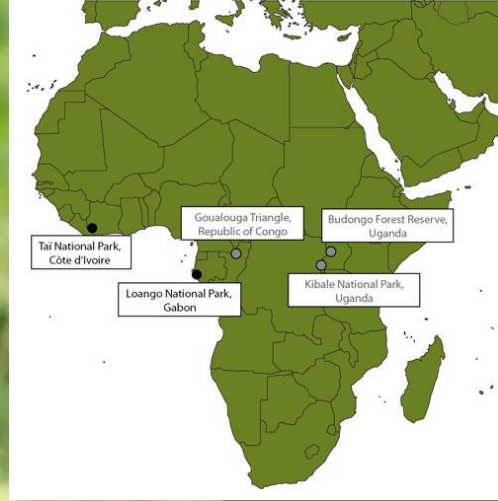 Goualouga Triangle,
Republic of Congo
Budongo Forest Reserve,
Uganda
Taï National Park,
Côte d'Ivoire
Loango National Park,
Gabon
Kibale National Park,
Uganda